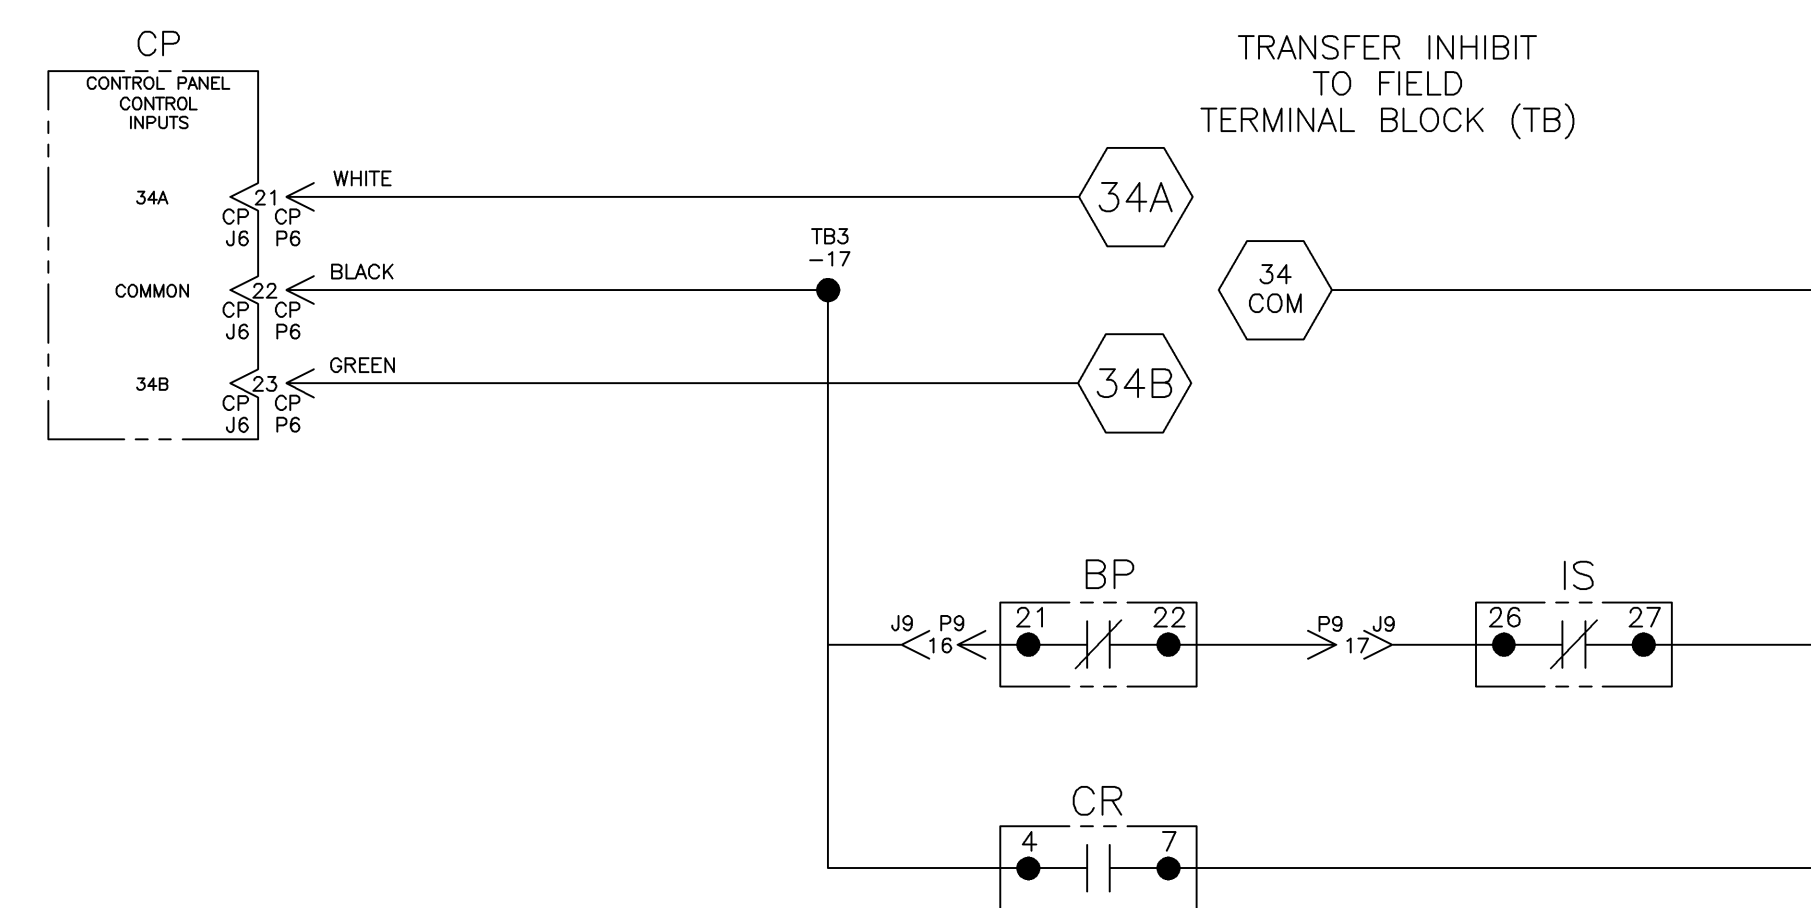 CP
CONTROL PANEL
CONTROL
INPUTS
TRANSFER INHIBIT
TO FIELD
TERMINAL BLOCK (TB)
34A
21
CP CP
J6 P6
WHITE
34A
TB3
-17
COMMON
22
CP CP
J6 P6
BLACK
34
COM
34B
23
CP CP
J6 P6
GREEN
34B
BP
IS
J9 P9
16
21 22
P9 J9
17
26 27
CR
4 7